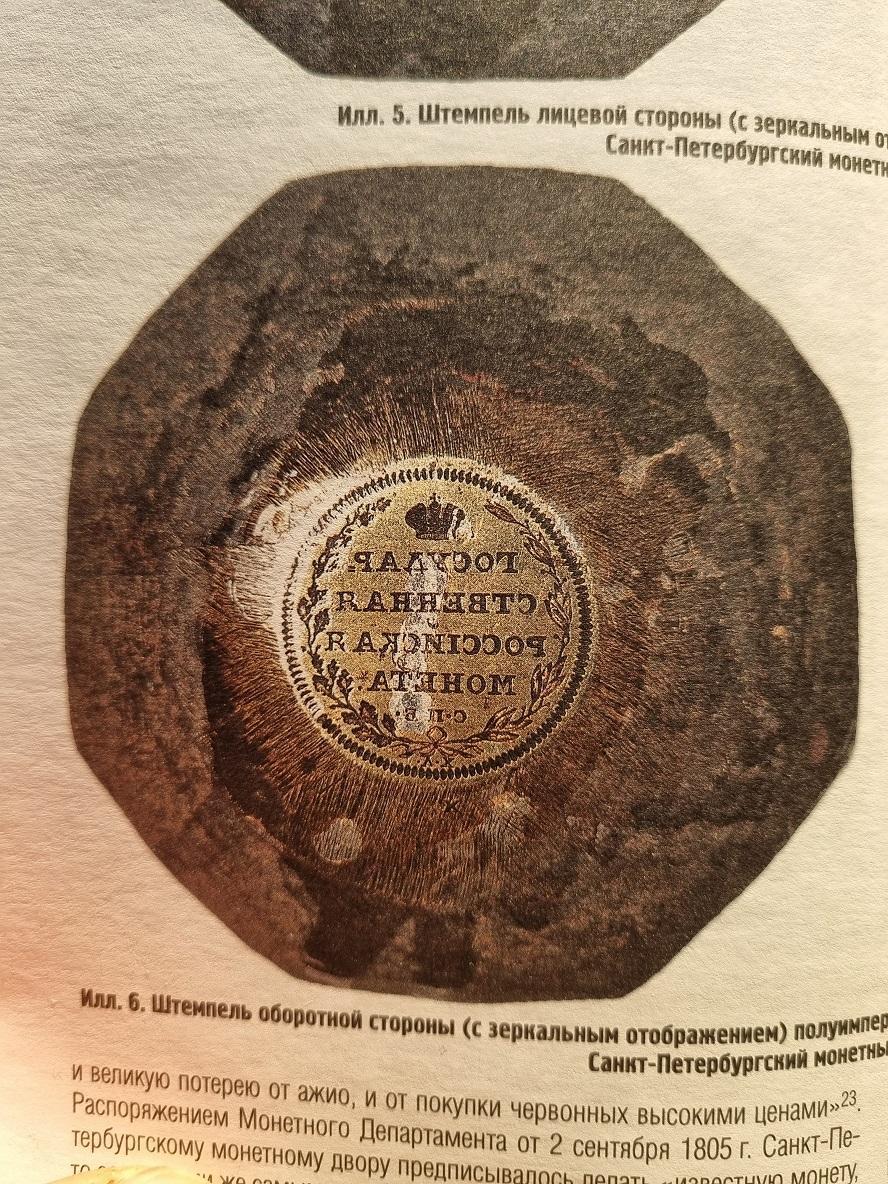 Илл. 5. Штемпель лицевой стороны (с зеркальным от
Санкт-Петербургский монетн
ГОСУДАР.
СТВЕННАЯ
РОССІЙСКАЯ
МОНЕТА.
С·П·Б·
Илл. 6. Штемпель оборотной стороны (с зеркальным отображением) полуимпер
Санкт-Петербургский монетны
и великую потерею от ажио, и от покупки червонных высокими ценами»23.
Распоряжением Монетного Департамента от 2 сентября 1805 г. Санкт-Пе-
тербургскому монетному двору предписывалось делать «известную монету,
же